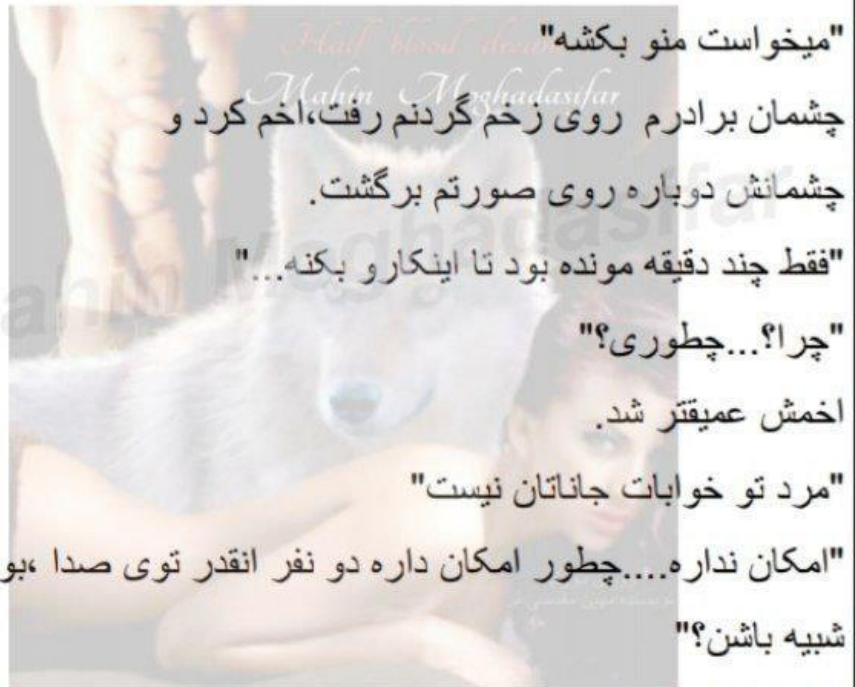 Half blood dream
Mahin Moghadasifar
"میخواست منو بکشه"
چشمان برادرم روی زخم گردنم رفت،اخم کرد و
چشمانش دوباره روی صورتم برگشت.
"فقط چند دقیقه مونده بود تا اینکارو بکنه..."
"چرا؟...چطوری؟"
اخمش عمیقتر شد.
"مرد تو خوابات جاناتان نیست"
"امکان نداره....چطور امکان داره دو نفر انقدر توی صدا ،بو
شبیه باشن؟"
ahin Moghadasifar